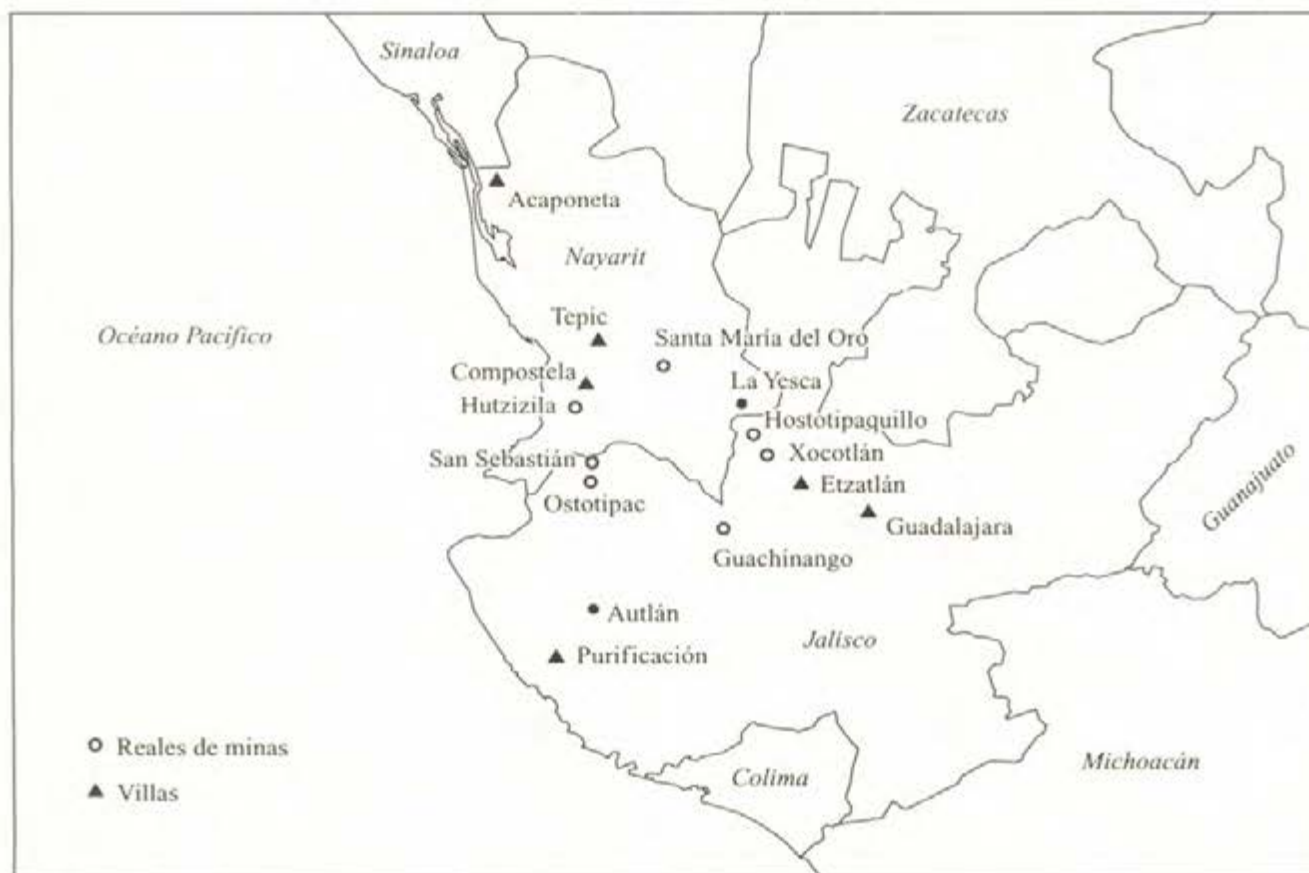 Sinaloa
Zacatecas
Acaponeta
Nayarit
Océano Pacífico
Tepic
Santa María del Oro
Compostela
La Yesca
Hutzizila
Hostotipaquillo
San Sebastián
Xocotlán
Etzatlán
Ostotipac
Guadalajara
Guanajuato
Guachinango
Autlán
Jalisco
Purificación
Reales de minas
Villas
Colima
Michoacán